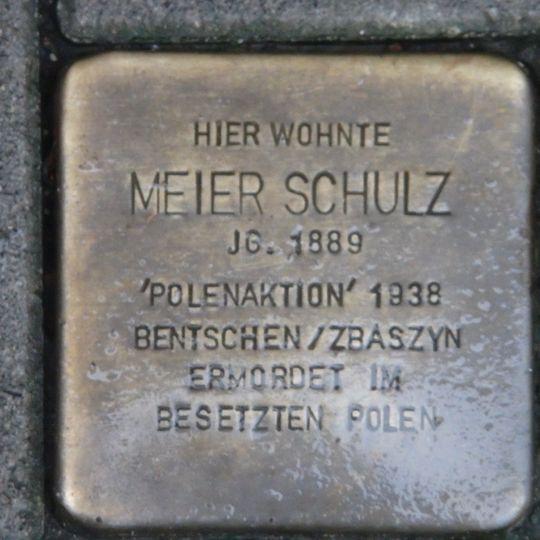 HIER WOHNTE
MEIER SCHULZ
JG. 1889
'POLENAKTION' 1938
BENTSCHEN/ZBASZYN
ERMORDET IM
BESETZTEN POLEN